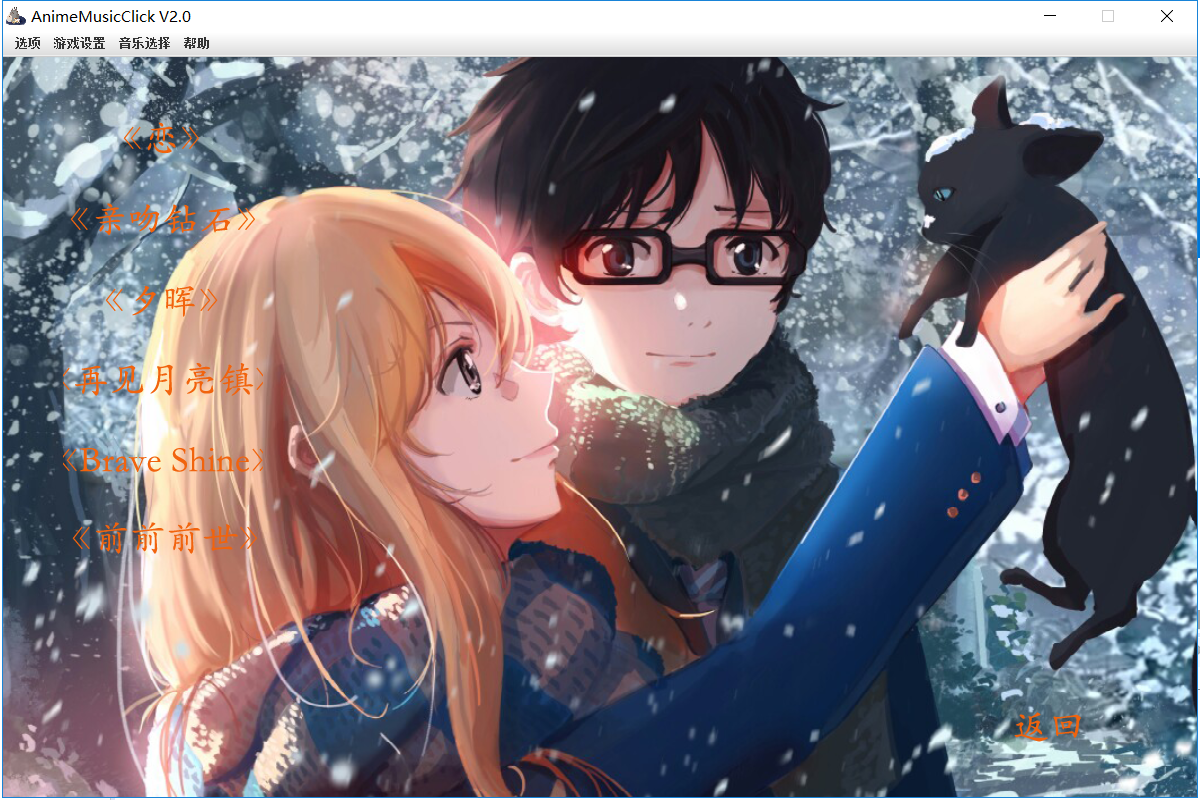 AnimeMusicClick V2.0
选项 游戏设置 音乐选择 帮助
《恋》
《亲吻钻石》
《夕晖》
《再见月亮镇》
《Brave Shine》
《前前前世》
返回